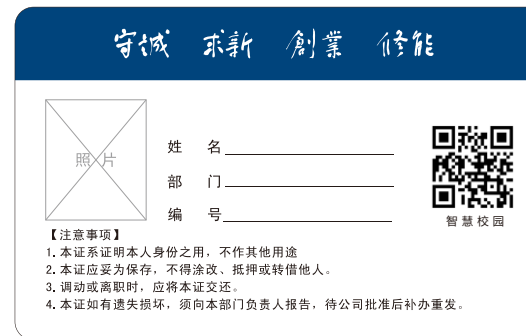 守誠 求新 創業 修能
照片
姓 名
部 门
编 号
智慧校园
【注意事项】
1. 本证系证明本人身份之用，不作其他用途
2. 本证应妥为保存，不得涂改、抵押或转借他人。
3. 调动或离职时，应将本证交还。
4. 本证如有遗失损坏，须向本部门负责人报告，待公司批准后补办重发。